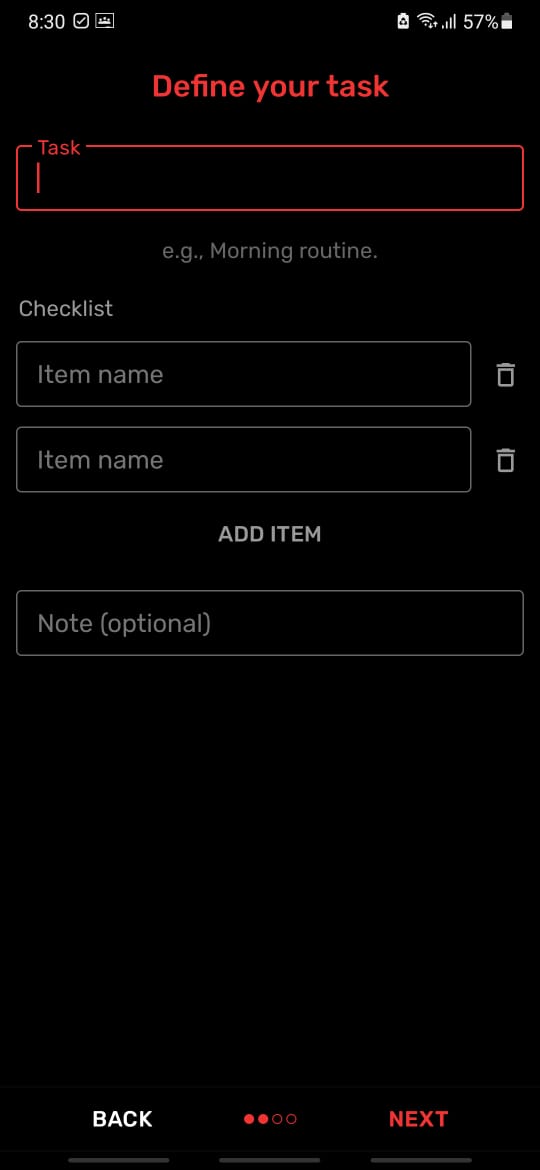 8:30 57%
Define your task
Task
e.g., Morning routine.
Checklist
Item name
Item name
ADD ITEM
Note (optional)
BACK NEXT